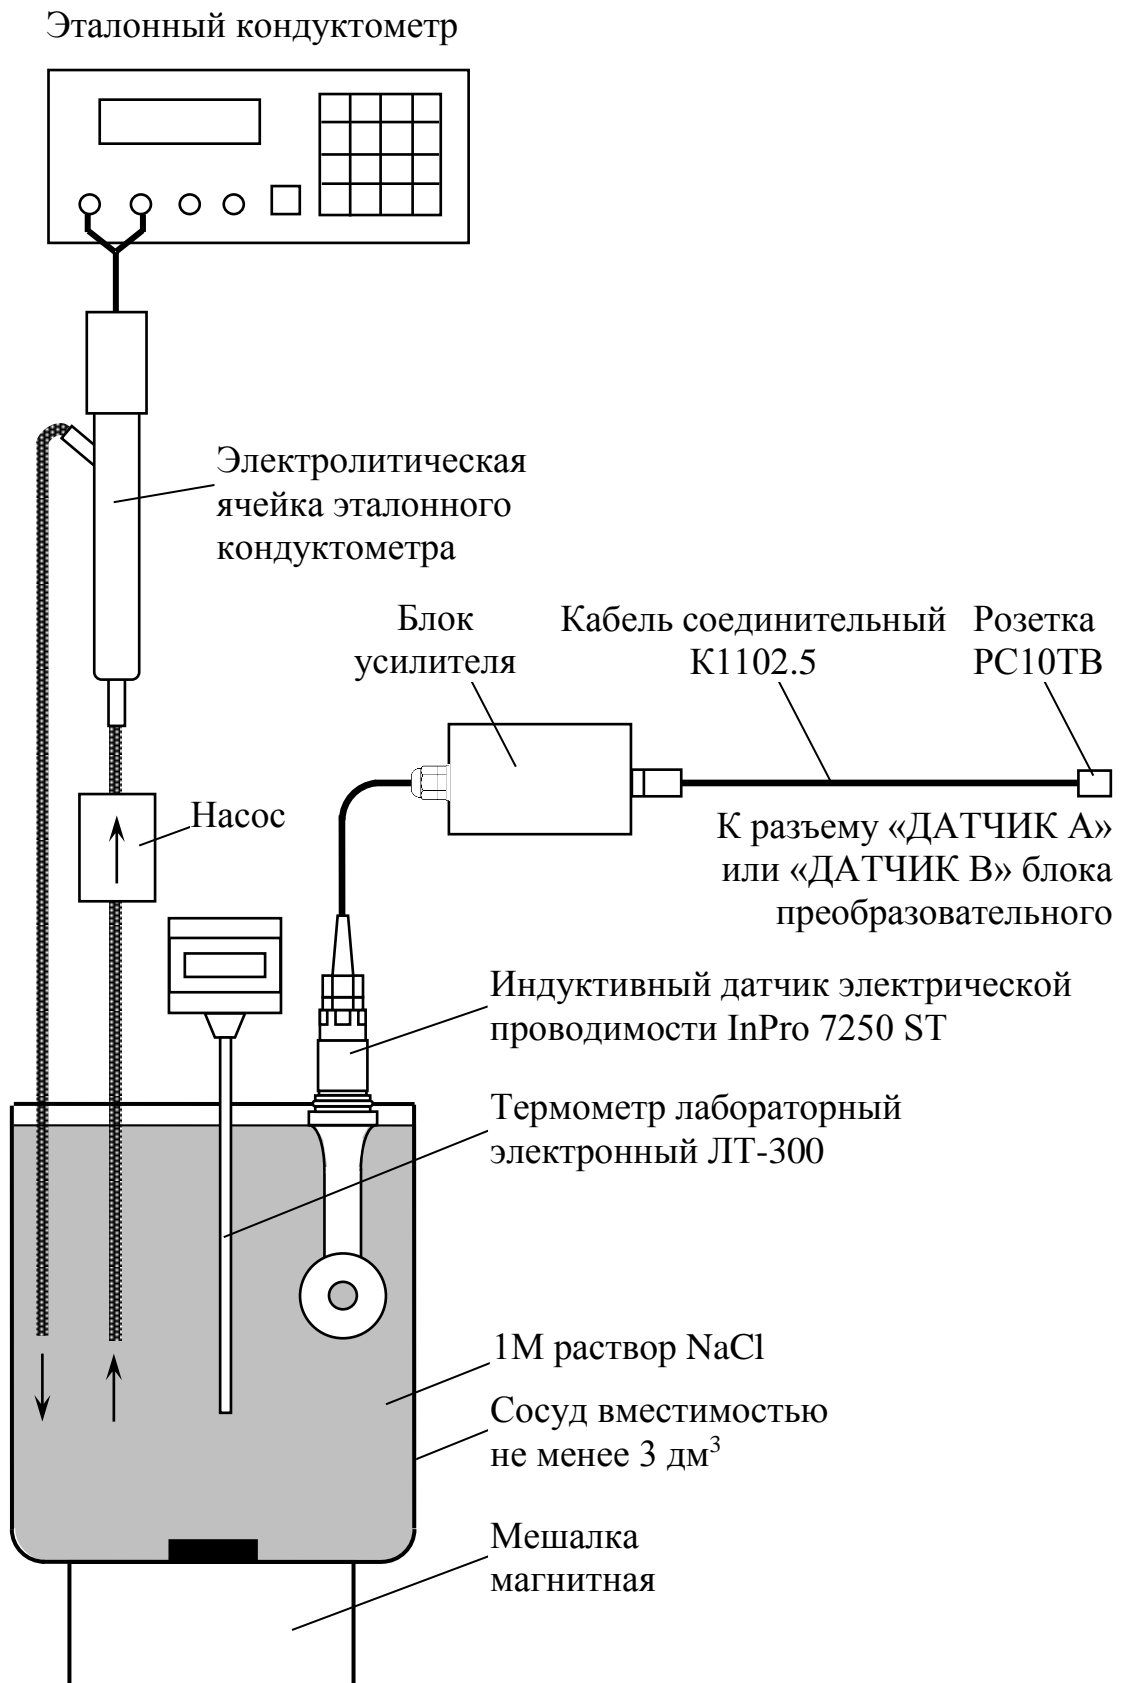 Эталонный кондуктометр
Электролитическая
ячейка эталонного
кондуктометра
Блок
усилителя
Кабель соединительный
К1102.5
Розетка
РС10ТВ
Насос
К разъему «ДАТЧИК А»
или «ДАТЧИК В» блока
преобразовательного
Индуктивный датчик электрической
проводимости InPro 7250 ST
Термометр лабораторный
электронный ЛТ-300
1М раствор NaCl
Сосуд вместимостью
не менее 3 дм³
Мешалка
магнитная